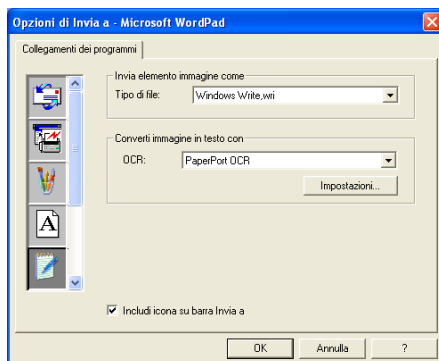 Opzioni di Invia a - Microsoft WordPad
Collegamenti dei programmi
Invia elemento immagine come
Tipo di file: Windows Write,wri
Converti immagine in testo con
OCR: PaperPort OCR
Impostazioni...
A
Includi icona su barra Invia a
OK Annulla ?